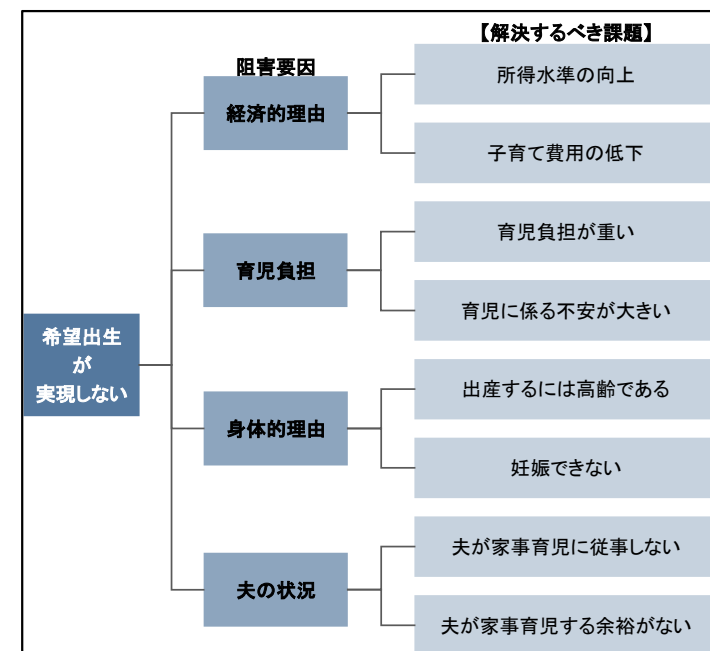 【解決するべき課題】
阻害要因
所得水準の向上
経済的理由
子育て費用の低下
育児負担が重い
育児負担
育児に係る不安が大きい
希望出生
が
実現しない
出産するには高齢である
身体的理由
妊娠できない
夫が家事育児に従事しない
夫の状況
夫が家事育児する余裕がない